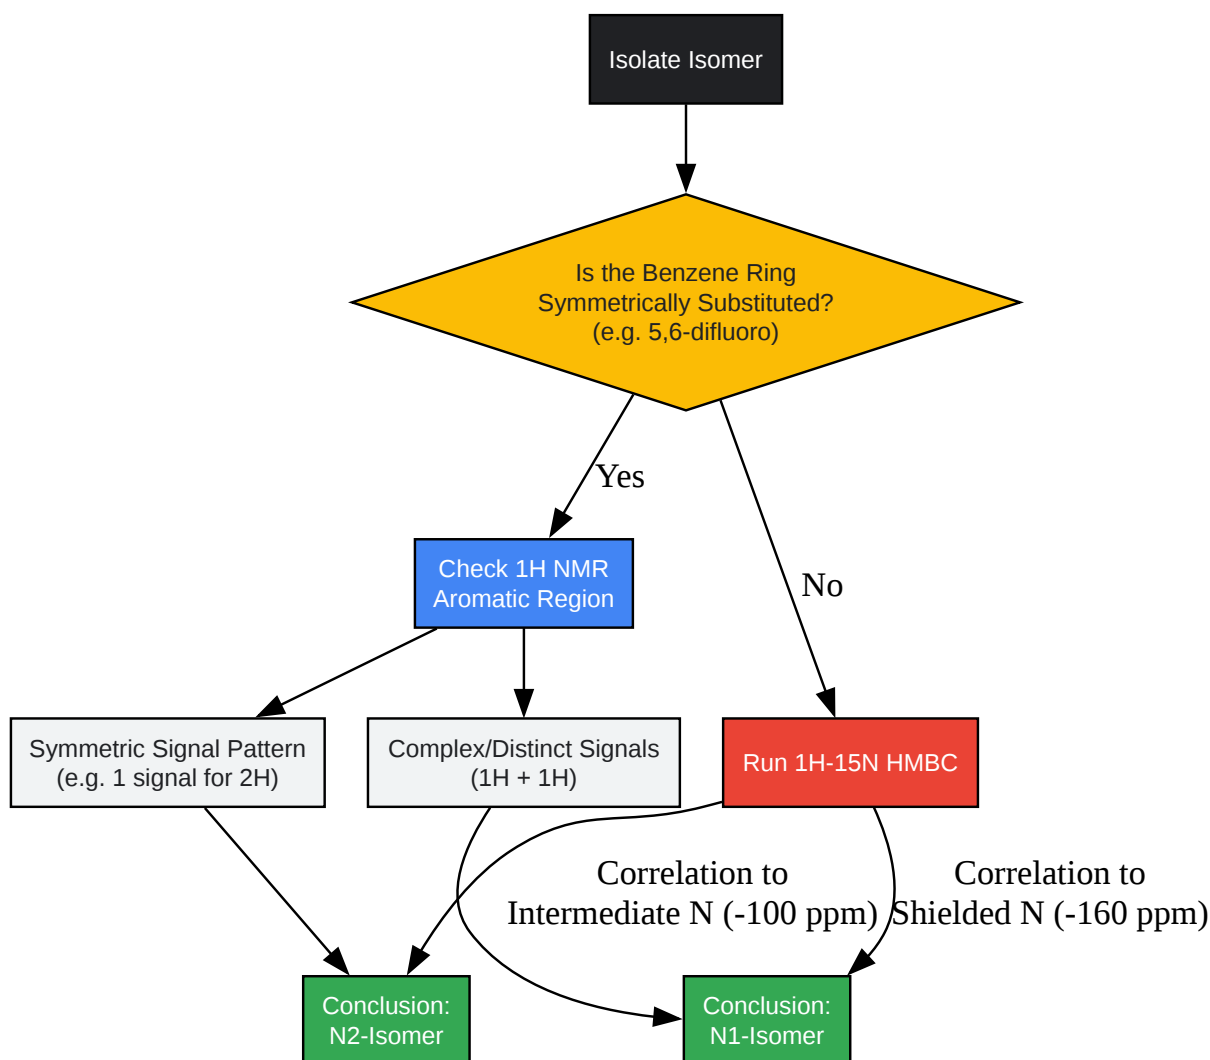 Isolate Isomer
Is the Benzene Ring
Symmetrically Substituted?
(e.g. 5,6-difluoro)
Yes
No
Check 1H NMR
Aromatic Region
Symmetric Signal Pattern
(e.g. 1 signal for 2H)
Complex/Distinct Signals
(1H + 1H)
Run 1H-15N HMBC
Correlation to
Intermediate N (-100 ppm)
Correlation to
Shielded N (-160 ppm)
Conclusion:
N2-Isomer
Conclusion:
N1-Isomer